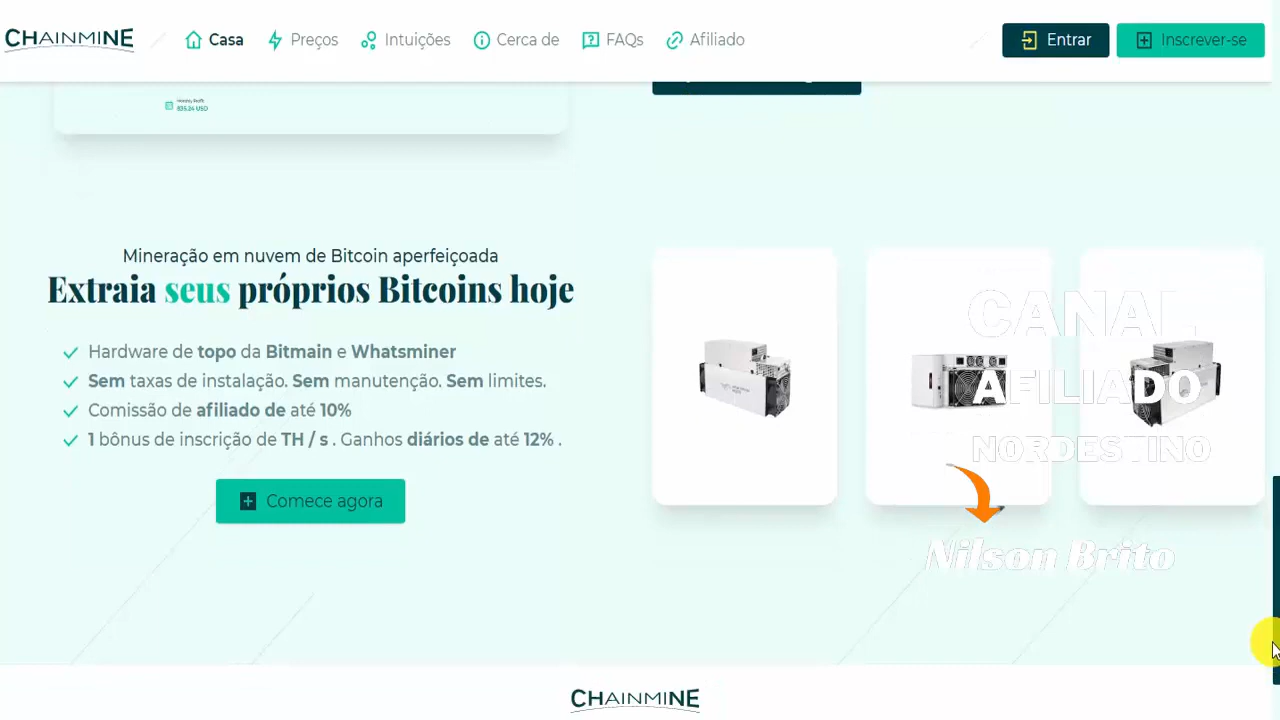 CHAINMINE
Casa
Preços
Intuições
Cerca de
FAQs
Afiliado
Entrar
Inscrever-se
835.24 USD
Mineração em nuvem de Bitcoin aperfeiçoada
Extraia seus próprios Bitcoins hoje
Hardware de topo da Bitmain e Whatsminer
Sem taxas de instalação. Sem manutenção. Sem limites.
Comissão de afiliado de até 10%
1 bônus de inscrição de TH / s . Ganhos diários de até 12% .
Comece agora
CANAL
AFILIADO
NORDESTINO
Nilson Brito
CHAINMINE